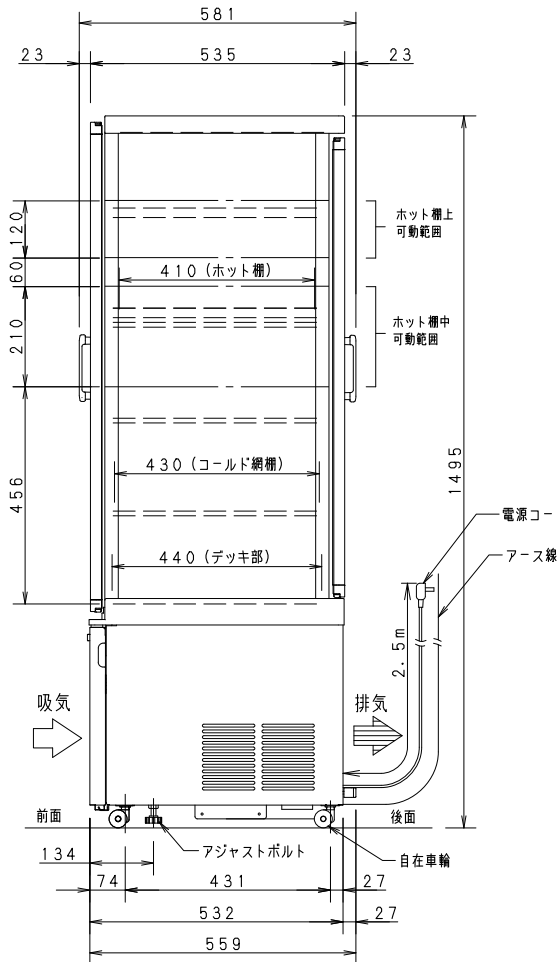 581
23
535
23
120
60
210
456
ホット棚上
可動範囲
410(ホット棚)
ホット棚中
可動範囲
430(コールド網棚)
440(デッキ部)
1495
電源コー
アース線
2.5m
吸気
排気
前面
後面
134
アジャストボルト
自在車輪
74
431
27
532
27
559